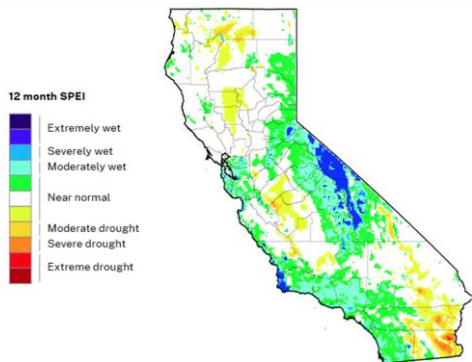 12 month SPEI
Extremely wet
Severely wet
Moderately wet
Near normal
Moderate drought
Severe drought
Extreme drought